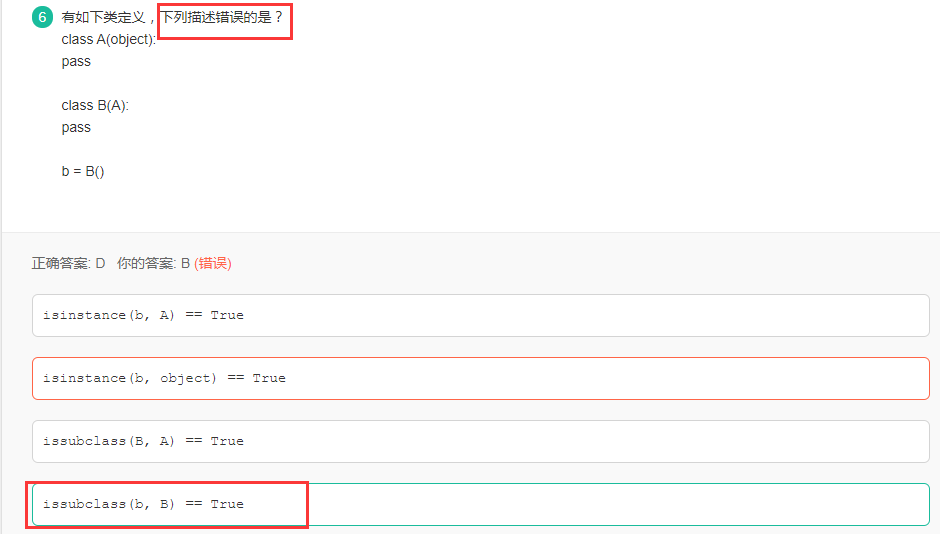 6 有如下类定义，下列描述错误的是？
class A(object):
pass
class B(A):
pass
b = B()
正确答案: D 你的答案: B (错误)
isinstance(b, A) == True
isinstance(b, object) == True
issubclass(B, A) == True
issubclass(b, B) == True